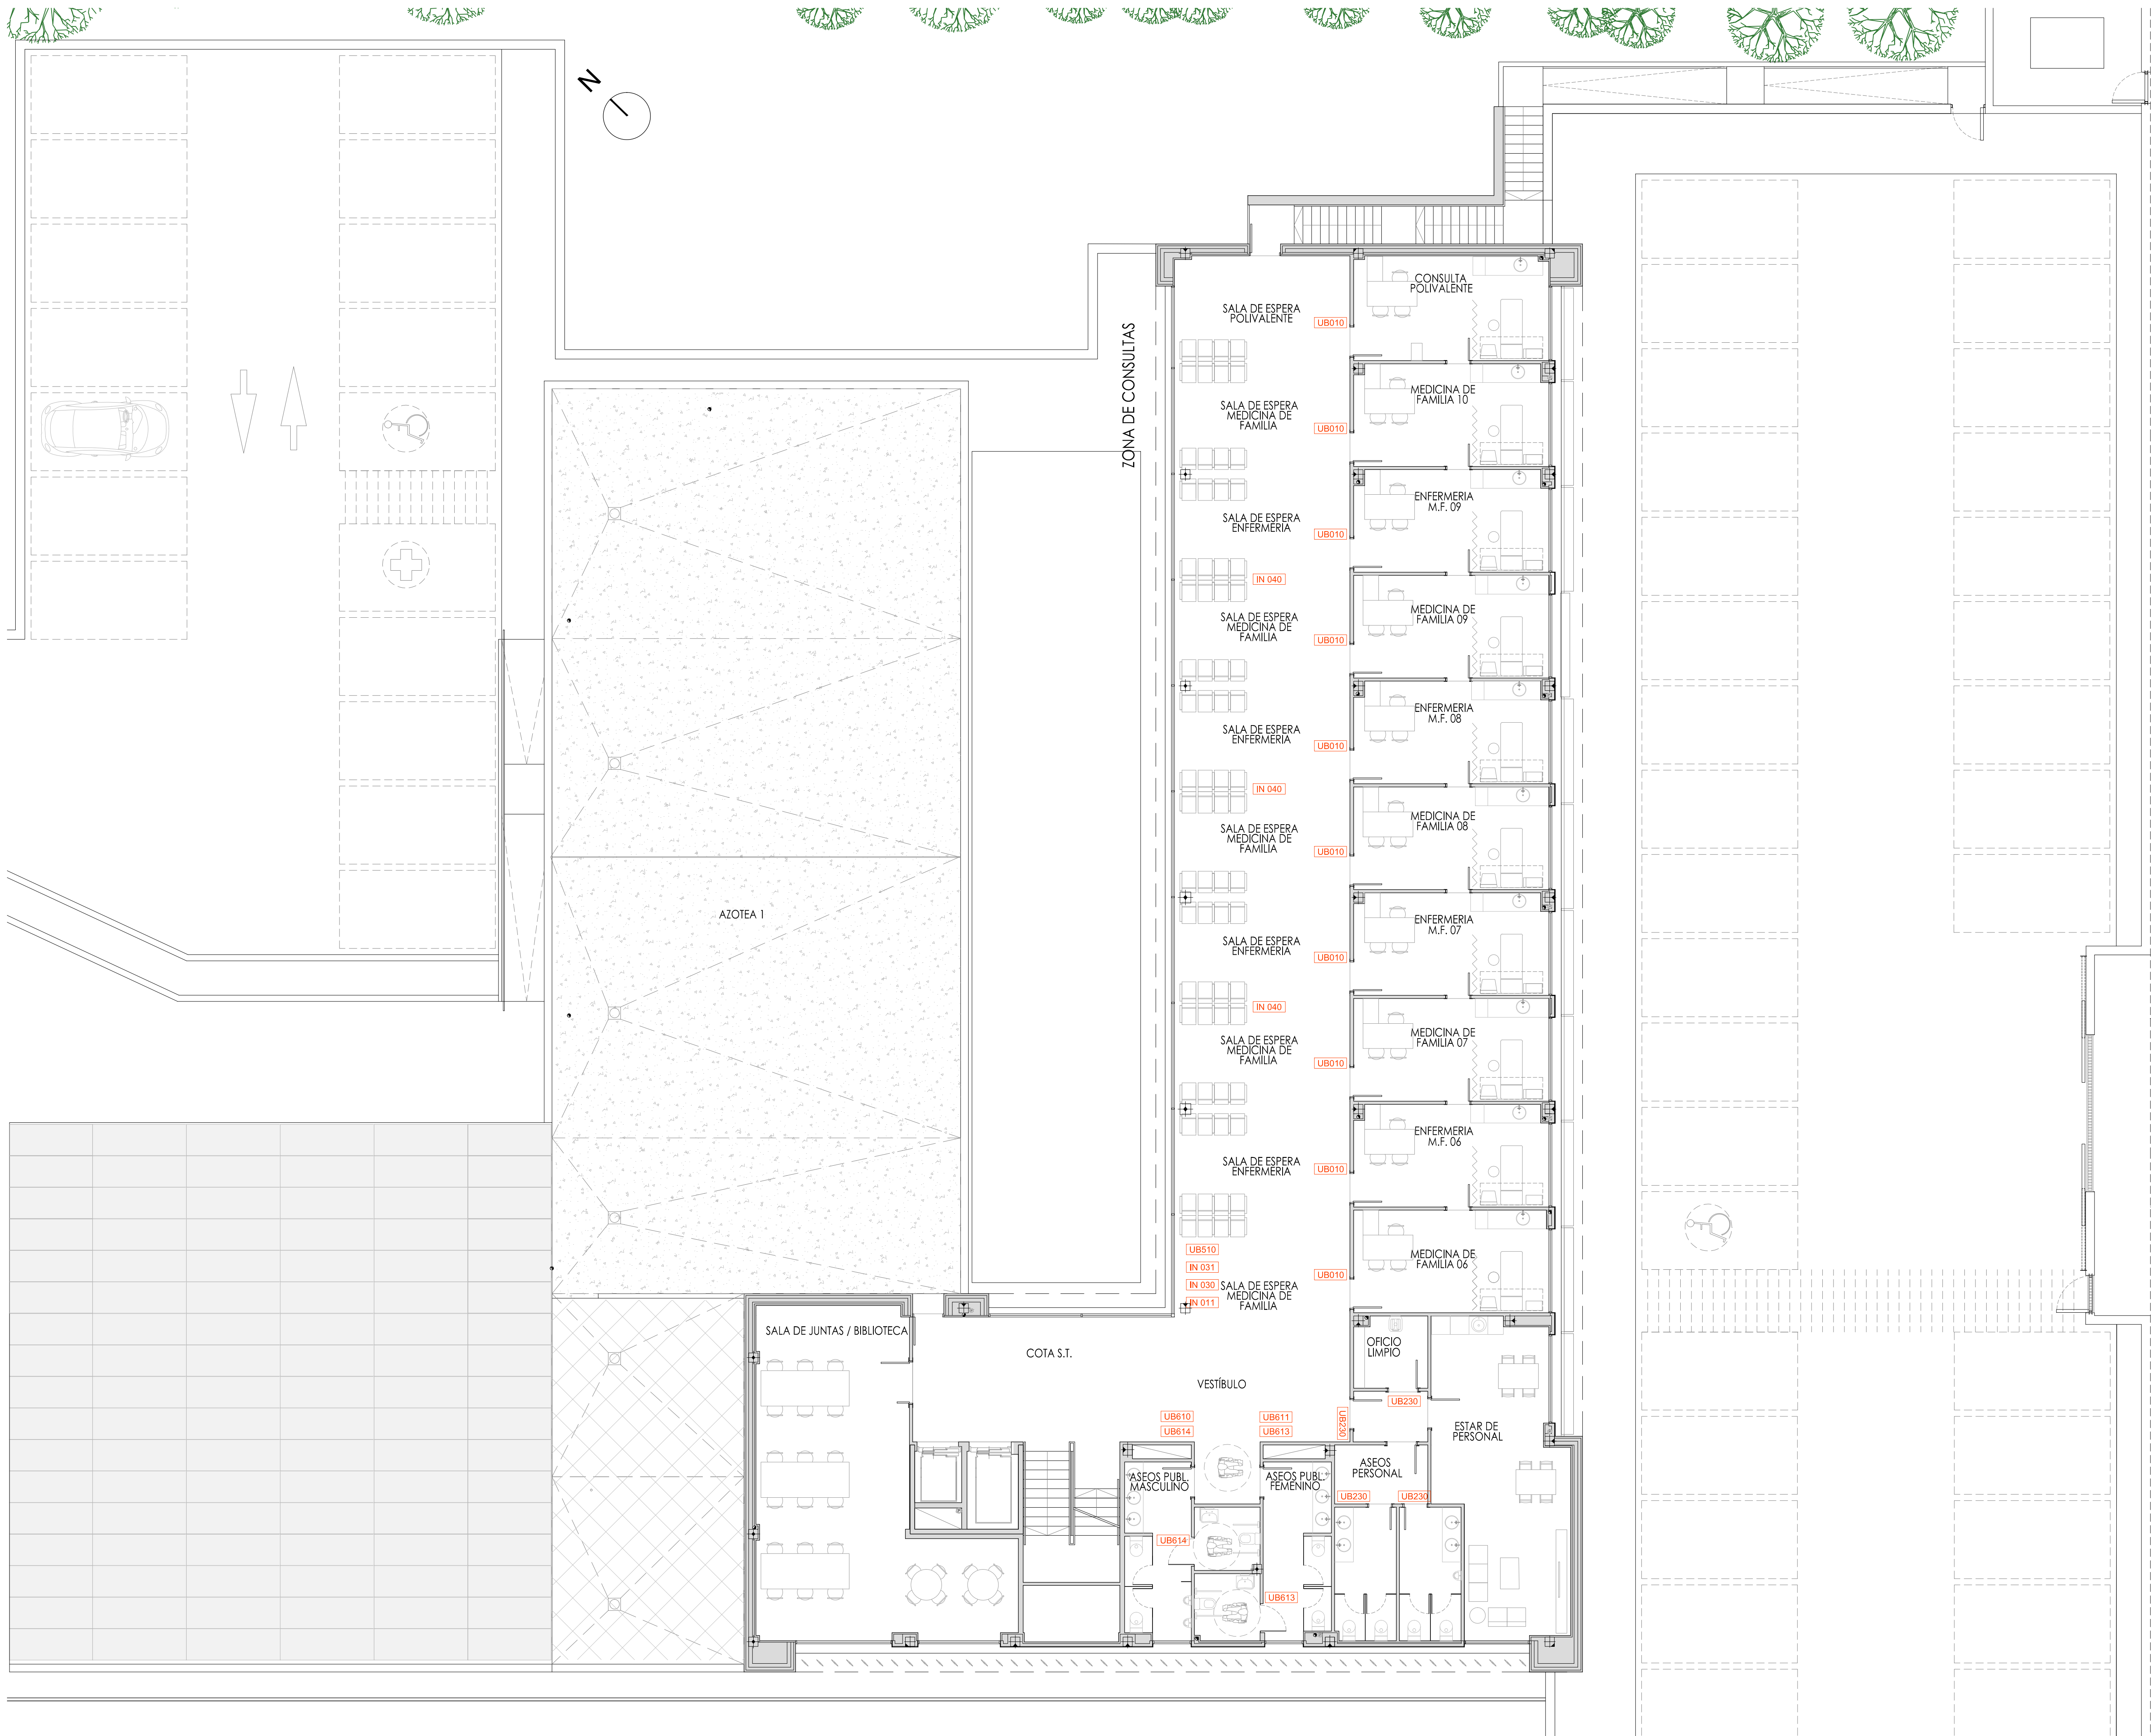 N
ZONA DE CONSULTAS
CONSULTA
POLIVALENTE
SALA DE ESPERA
POLIVALENTE
UB010
MEDICINA DE
FAMILIA 10
SALA DE ESPERA
MEDICINA DE
FAMILIA
UB010
ENFERMERIA
M.F. 09
SALA DE ESPERA
ENFERMERIA
UB010
IN 040
MEDICINA DE
FAMILIA 09
SALA DE ESPERA
MEDICINA DE
FAMILIA
UB010
ENFERMERIA
M.F. 08
SALA DE ESPERA
ENFERMERIA
UB010
IN 040
MEDICINA DE
FAMILIA 08
SALA DE ESPERA
MEDICINA DE
FAMILIA
UB010
AZOTEA 1
ENFERMERIA
M.F. 07
SALA DE ESPERA
ENFERMERIA
UB010
IN 040
MEDICINA DE
FAMILIA 07
SALA DE ESPERA
MEDICINA DE
FAMILIA
UB010
ENFERMERIA
M.F. 06
SALA DE ESPERA
ENFERMERIA
UB010
UB510
IN 031
IN 030
IN 011
MEDICINA DE
FAMILIA 06
SALA DE ESPERA
MEDICINA DE
FAMILIA
UB010
SALA DE JUNTAS / BIBLIOTECA
COTA S.T.
VESTÍBULO
OFICIO
LIMPIO
UB230
UB230
UB610
UB614
UB611
UB613
ESTAR DE
PERSONAL
ASEOS PUBL.
MASCULINO
ASEOS PUBL.
FEMENINO
ASEOS
PERSONAL
UB230
UB230
UB614
UB613